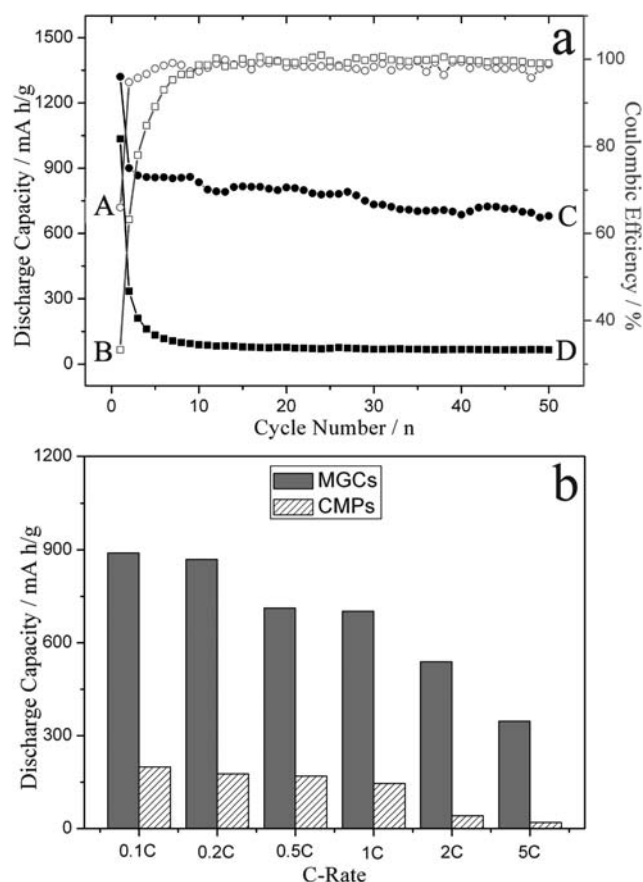 a
1500
1200
900
600
300
0
100
80
60
40
A
B
C
D
0 10 20 30 40 50
Discharge Capacity / mA h/g
Coulombic Effciency / %
Cycle Number / n
b
MGCs
CMPs
1200
900
600
300
0
Discharge Capacity / mA h/g
0.1C 0.2C 0.5C 1C 2C 5C
C-Rate